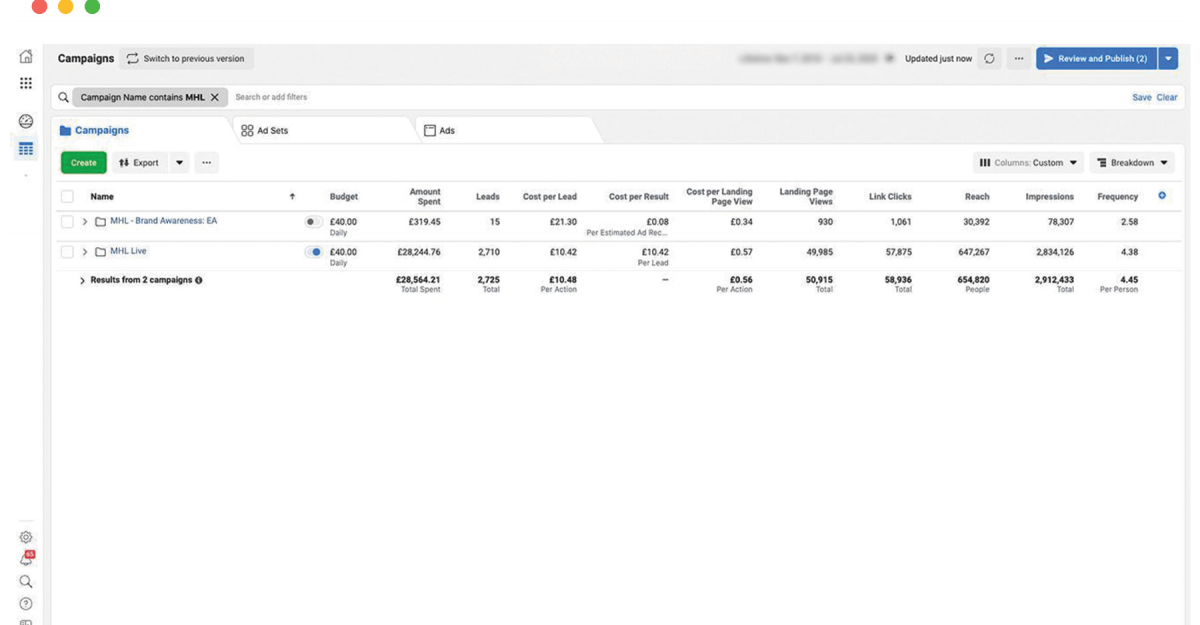 Campaigns Switch to previous version Updated just now Review and Publish (2)
Campaign Name contains MHL Search or add filters Save Clear
Campaigns Ad Sets Ads
Create Export Columns: Custom Breakdown
Name Budget Amount Spent Leads Cost per Lead Cost per Result Cost per Landing Page View Landing Page Views Link Clicks Reach Impressions Frequency
MHL - Brand Awareness: EA £40.00 £319.45 15 £21.30 £0.08 £0.34 930 1,061 30,392 78,307 2.58
Daily Per Estimated Ad Rec...
MHL Live £40.00 £28,244.76 2,710 £10.42 £10.42 £0.57 49,985 57,875 647,267 2,834,126 4.38
Daily Per Lead
Results from 2 campaigns £28,564.21 2,725 £10.48 — £0.56 50,915 58,936 654,820 2,912,433 4.45
Total Spent Total Per Action Per Action Total Total People Total Per Person
65